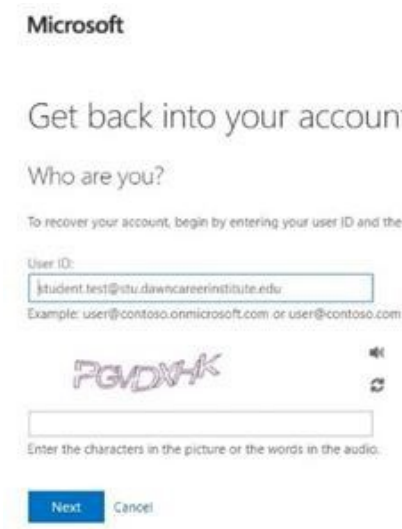 Microsoft
Get back into your accoun
Who are you?
To recover your account, begin by entering your user ID and the
User ID:
student.test@stu.dawncareerinstitute.edu
Example: user@contoso.onmicrosoft.com or user@contoso.com
PGVDXHK
Enter the characters in the picture or the words in the audio.
Next Cancel